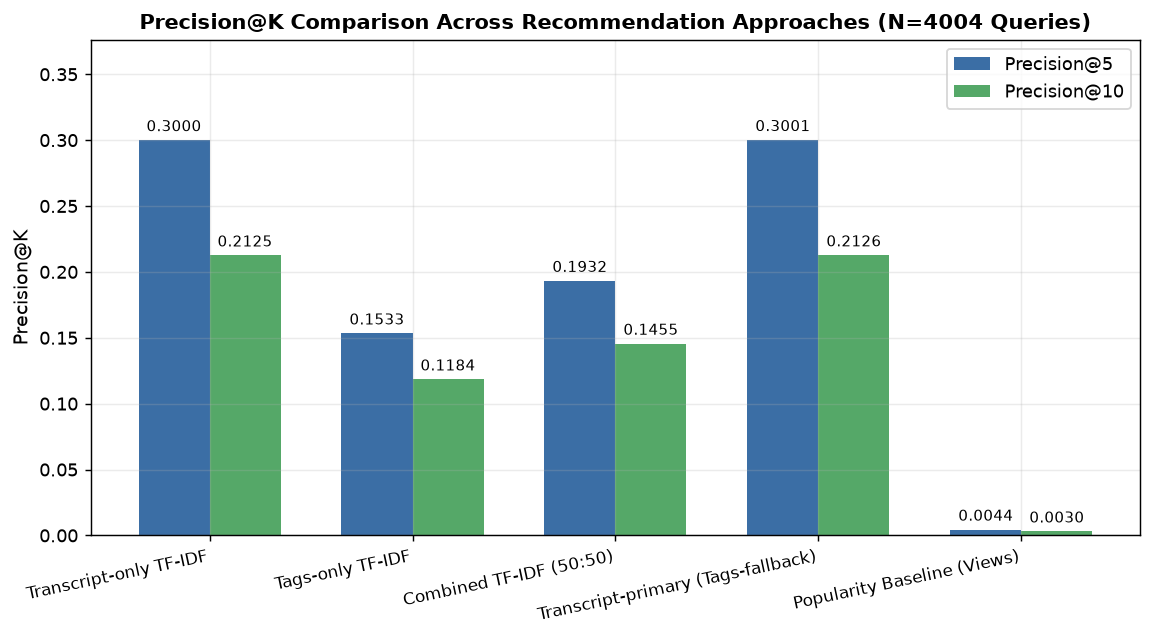 Precision@K Comparison Across Recommendation Approaches (N=4004 Queries)
Precision@K
0.35
0.30
0.25
0.20
0.15
0.10
0.05
0.00
Precision@5
Precision@10
0.3000
0.2125
0.1533
0.1184
0.1932
0.1455
0.3001
0.2126
0.0044
0.0030
Transcript-only TF-IDF
Tags-only TF-IDF
Combined TF-IDF (50:50)
Transcript-primary (Tags-fallback)
Popularity Baseline (Views)